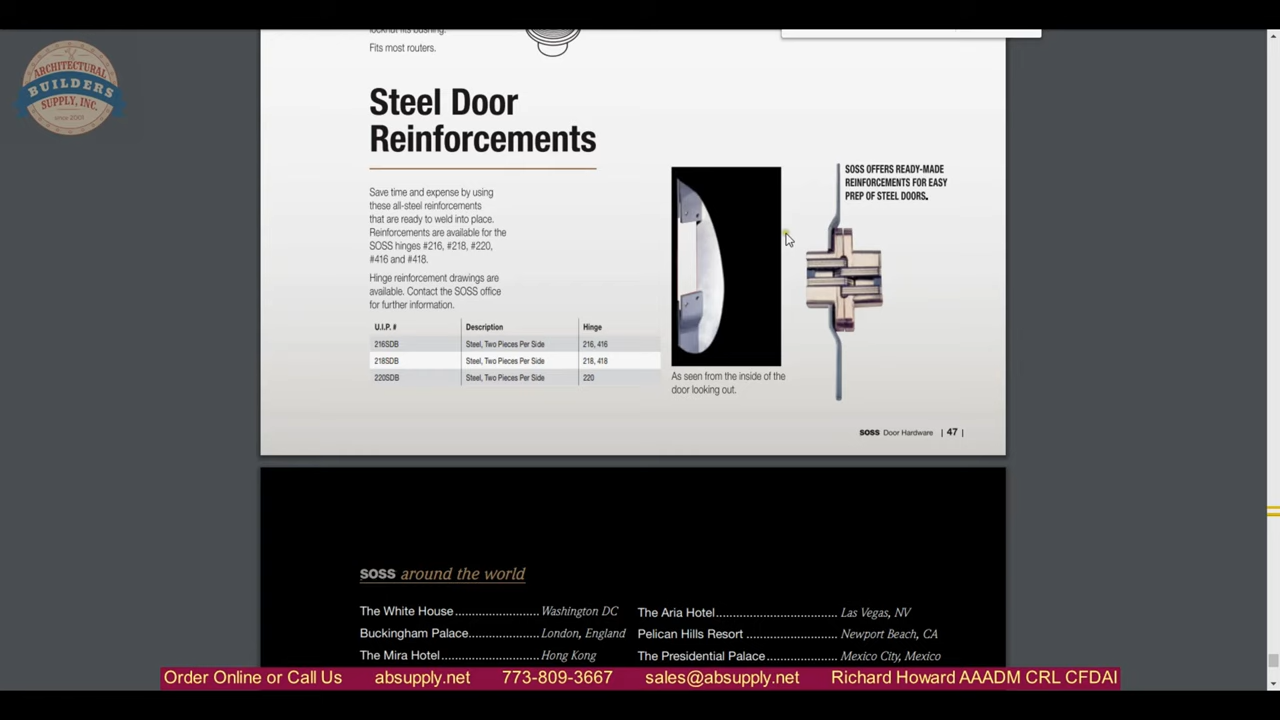 ARCHITECTURAL
BUILDERS
SUPPLY, INC.
since 2001
locknut fits bushing.
Fits most routers.
Steel Door
Reinforcements
Save time and expense by using
these all-steel reinforcements
that are ready to weld into place.
Reinforcements are available for the
SOSS hinges #216, #218, #220,
#416 and #418.
Hinge reinforcement drawings are
available. Contact the SOSS office
for further information.
U.I.P. # Description Hinge
216SDB Steel, Two Pieces Per Side 216, 416
218SDB Steel, Two Pieces Per Side 218, 418
220SDB Steel, Two Pieces Per Side 220
As seen from the inside of the
door looking out.
SOSS OFFERS READY-MADE
REINFORCEMENTS FOR EASY
PREP OF STEEL DOORS.
SOSS Door Hardware | 47 |
SOSS around the world
The White House......................... Washington DC
Buckingham Palace.................... London, England
The Mira Hotel............................. Hong Kong
The Aria Hotel.................................... Las Vegas, NV
Pelican Hills Resort ........................... Newport Beach, CA
The Presidential Palace...................... Mexico City, Mexico
Order Online or Call Us absupply.net 773-809-3667 sales@absupply.net Richard Howard AAADM CRL CFDAI